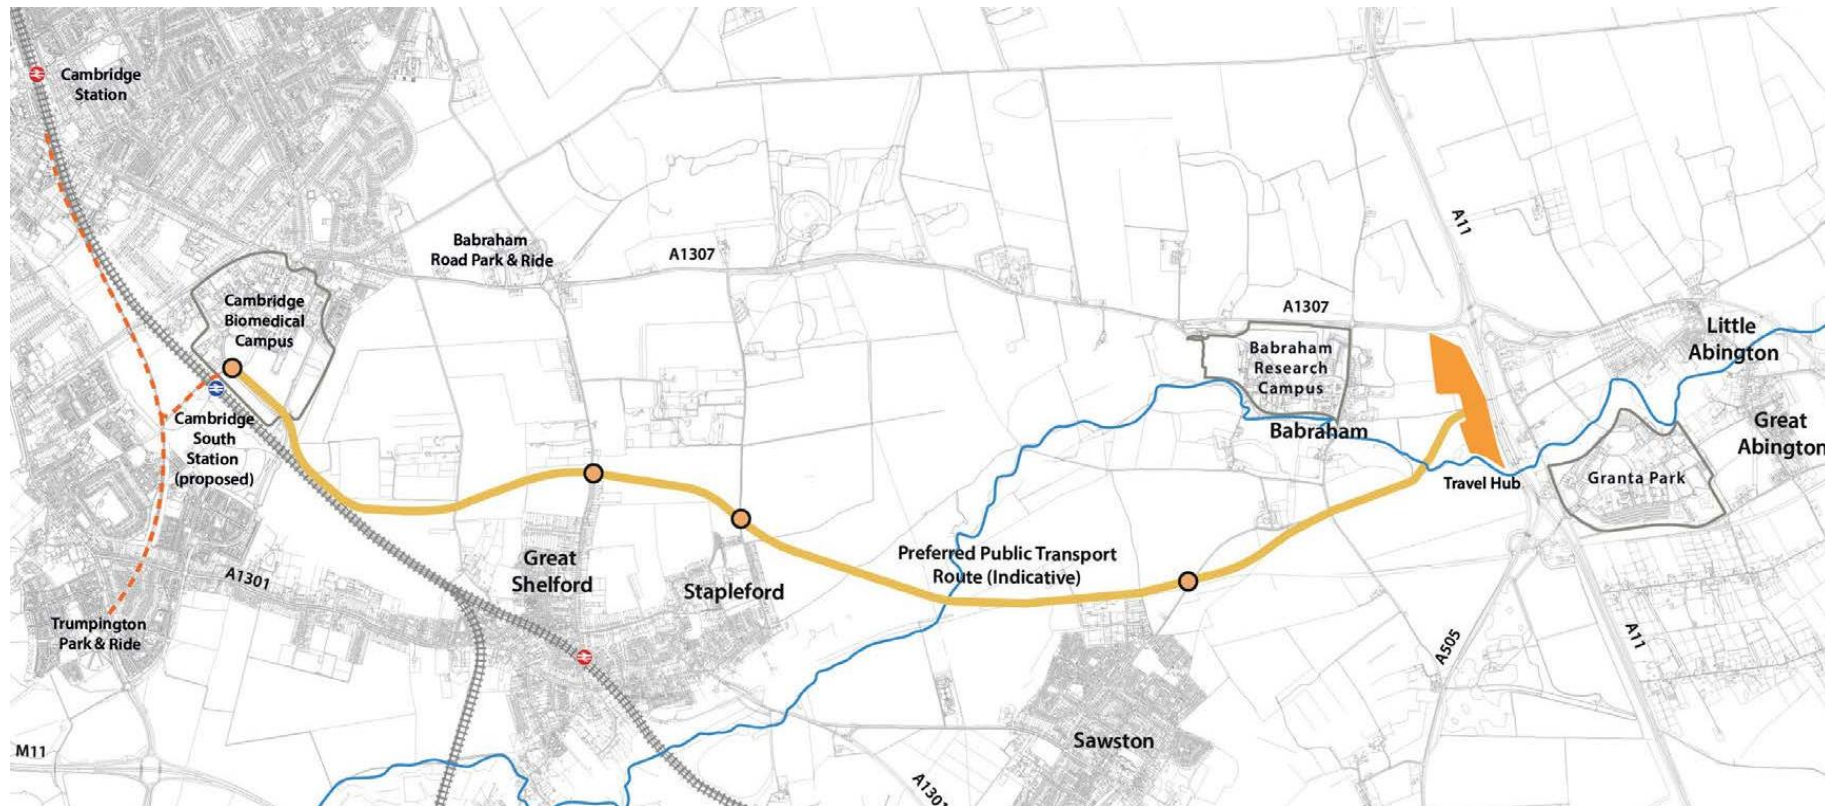 Cambridge
Station
Babraham
Road Park & Ride
A1307
A11
Cambridge
Biomedical
Campus
A1307
Little
Abington
Babraham
Research
Campus
Cambridge
South
Station
(proposed)
Babraham
Great
Abington
Travel Hub
Granta Park
Great
Shelford
Preferred Public Transport
Route (Indicative)
A1301
Stapleford
Trumpington
Park & Ride
A505
A11
Sawston
M11
A1301